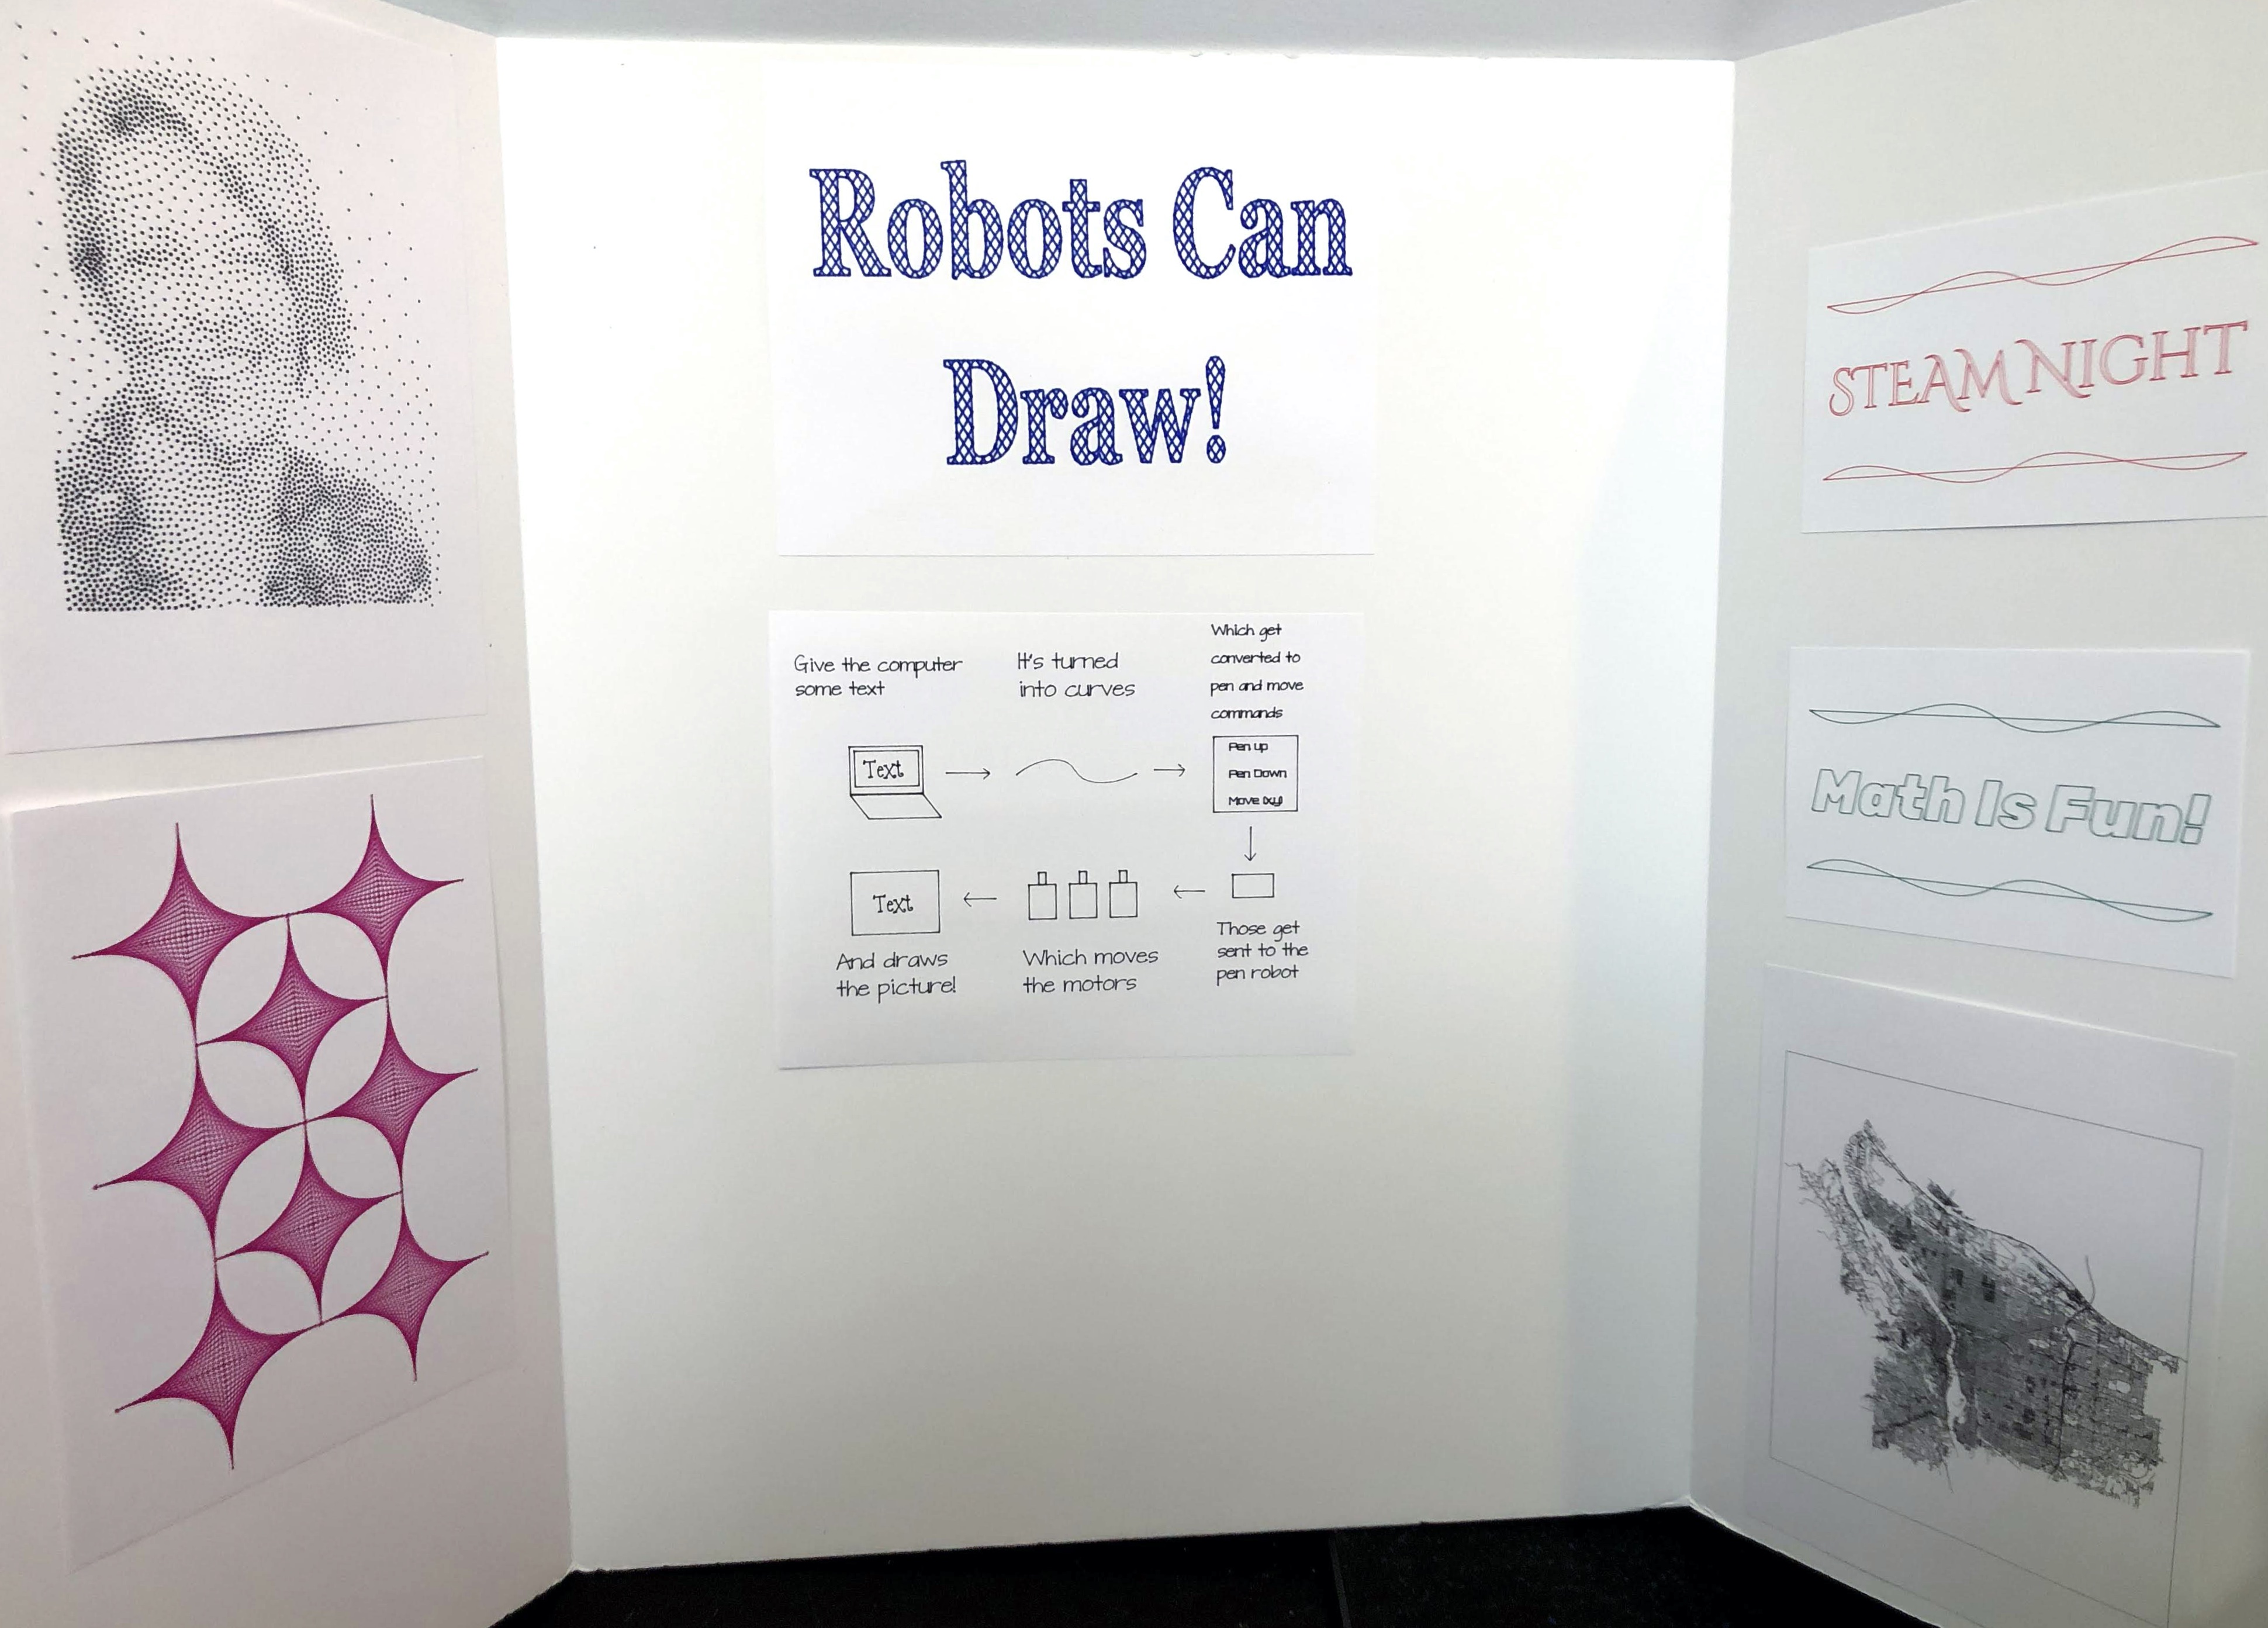 Robots Can
Draw!
Give the computer
some text
It's turned
into curves
Which get
converted to
pen and move
commands
Text
Pen Up
Pen Down
Move (x,y)
Those get
sent to the
pen robot
Which moves
the motors
Text
And draws
the picture!
STEAM NIGHT
Math Is Fun!